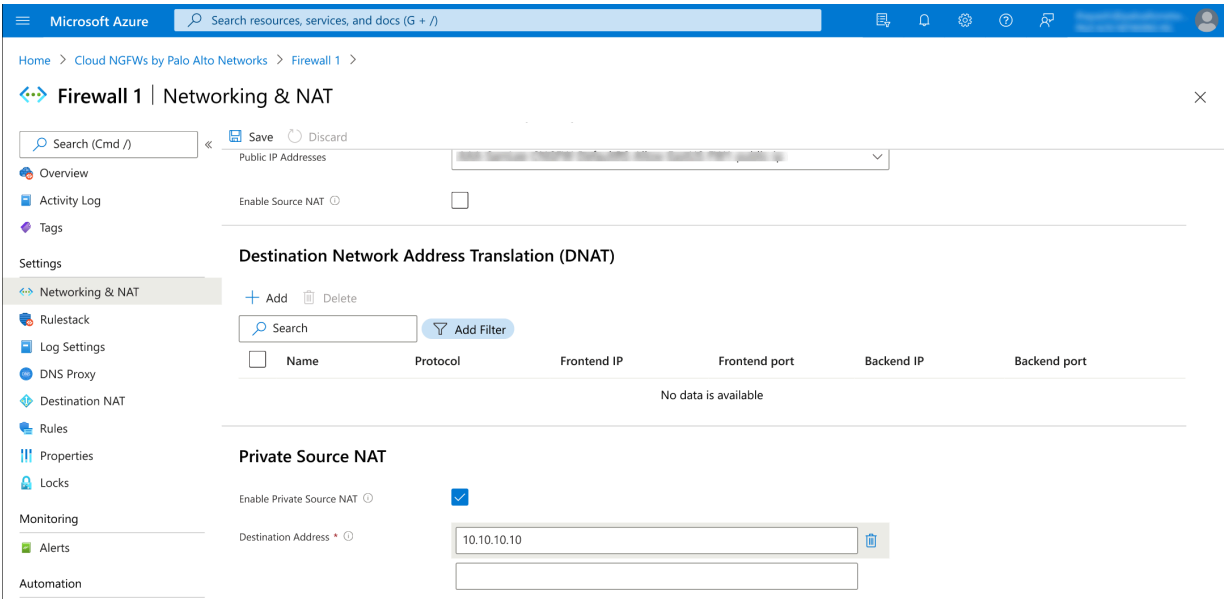 Microsoft Azure
Search resources, services, and docs (G + /)
Home > Cloud NGFWs by Palo Alto Networks > Firewall 1 >
Firewall 1 | Networking & NAT
Search (Cmd /)
«
Save
Discard
Public IP Addresses
Overview
Activity Log
Enable Source NAT
Tags
Settings
Destination Network Address Translation (DNAT)
Networking & NAT
Add
Delete
Rulestack
Search
Add Filter
Log Settings
Name Protocol Frontend IP Frontend port Backend IP Backend port
DNS Proxy
No data is available
Destination NAT
Rules
Properties
Private Source NAT
Locks
Enable Private Source NAT
Monitoring
Destination Address *
10.10.10.10
Alerts
Automation